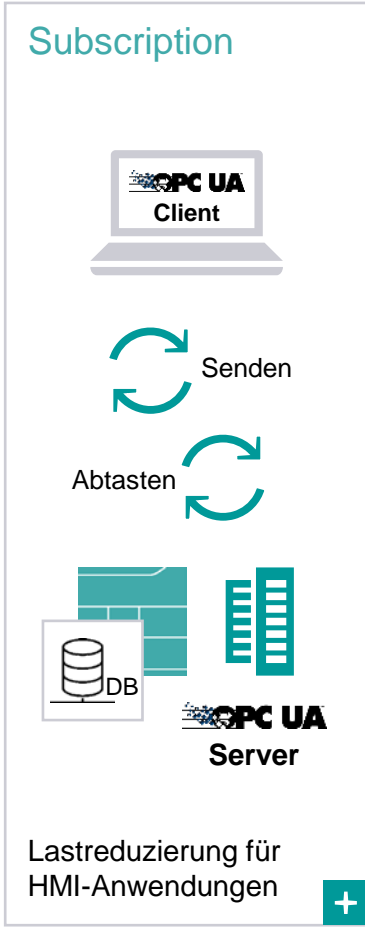 Subscription
OPC UA
Client
Senden
Abtasten
DB
OPC UA
Server
Lastreduzierung für
HMI-Anwendungen
+